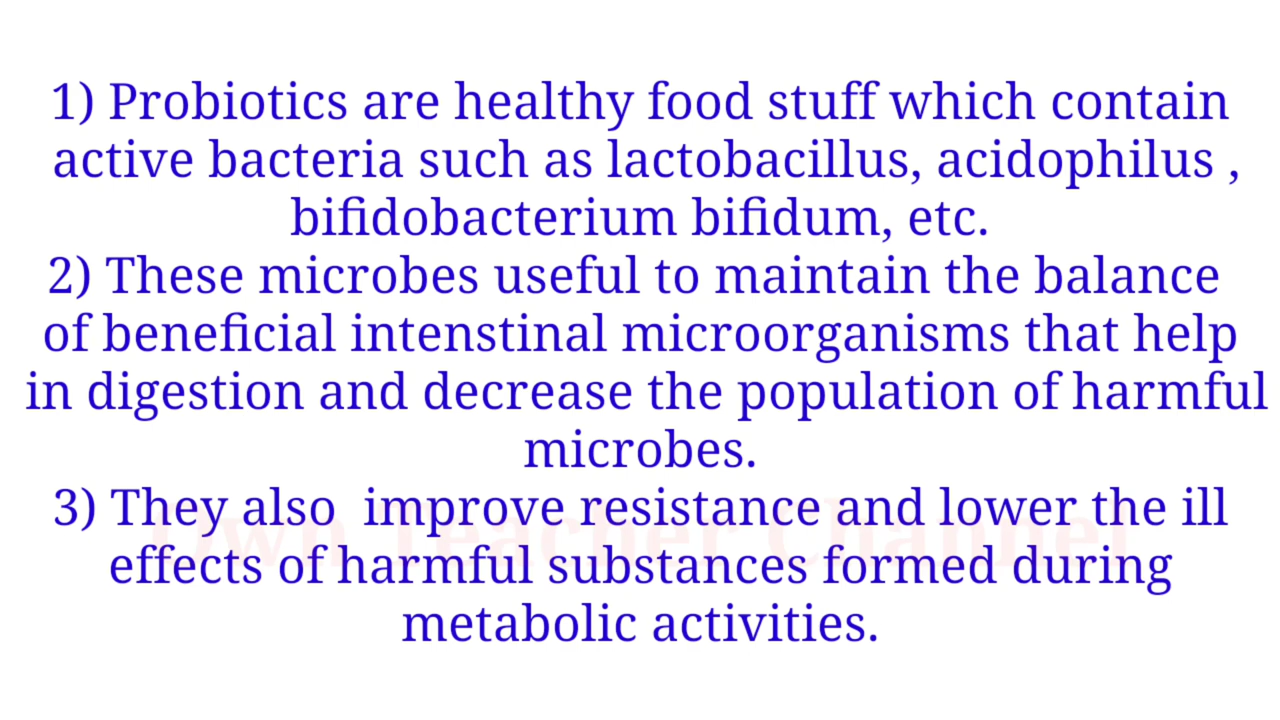 1) Probiotics are healthy food stuff which contain
active bacteria such as lactobacillus, acidophilus ,
bifidobacterium bifidum, etc.
2) These microbes useful to maintain the balance
of beneficial intenstinal microorganisms that help
in digestion and decrease the population of harmful
microbes.
3) They also  improve resistance and lower the ill
Own Teacher Channel
effects of harmful substances formed during
metabolic activities.